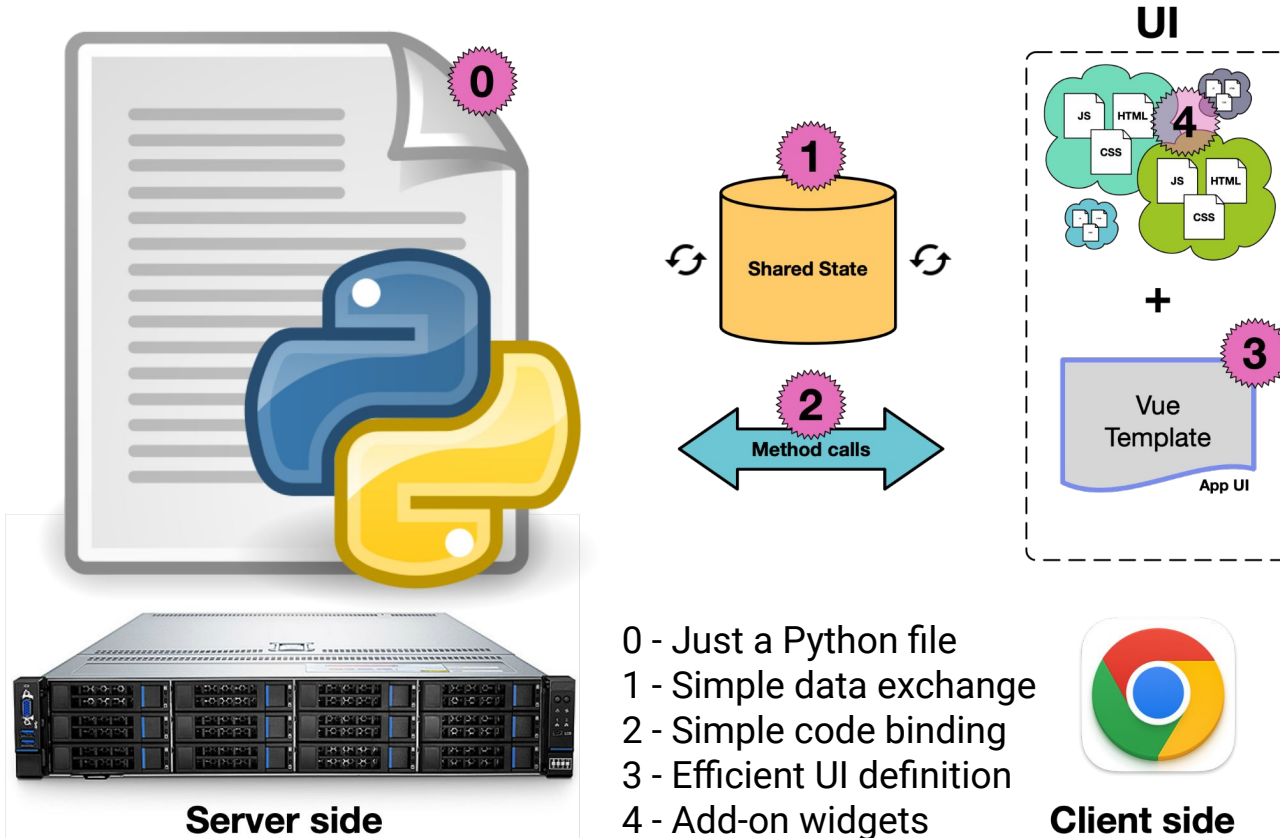 UI
0
1
Shared State
2
Method calls
JS
HTML
CSS
4
JS
HTML
CSS
+
3
Vue
Template
App UI
0 - Just a Python file
1 - Simple data exchange
2 - Simple code binding
3 - Efficient UI definition
4 - Add-on widgets
Server side
Client side